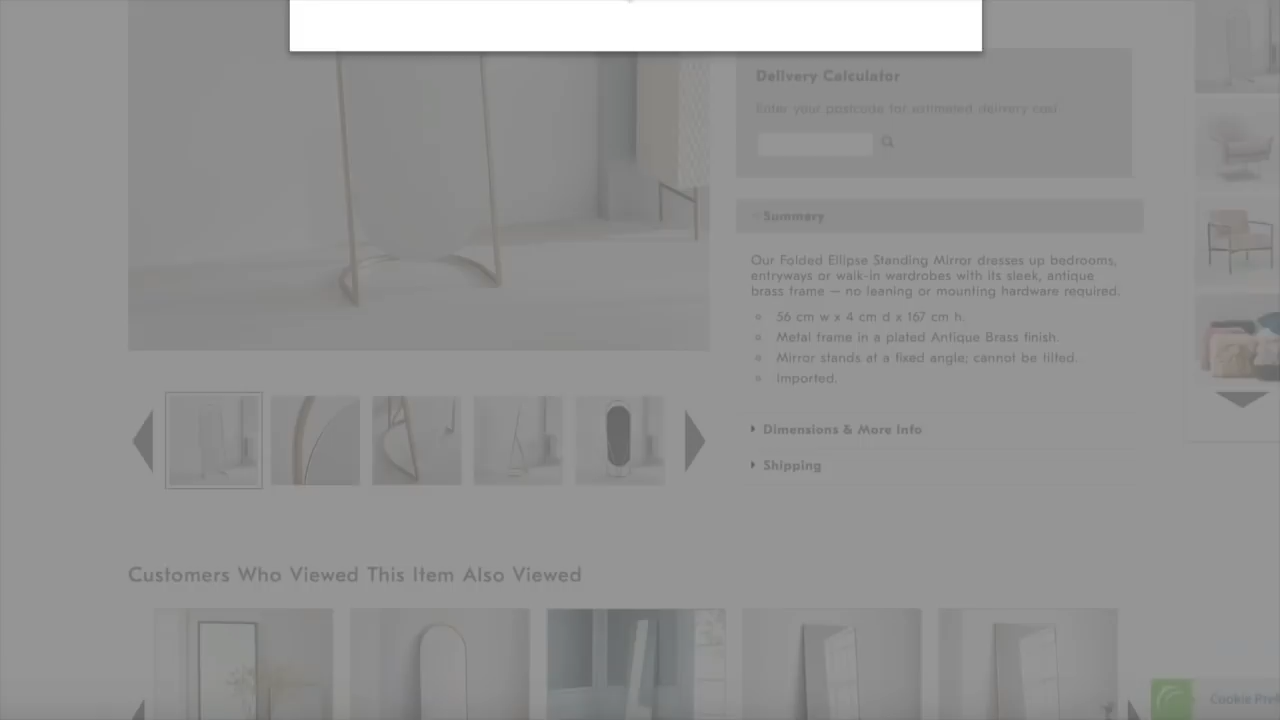 Delivery Calculator
Enter your postcode for estimated delivery cost
Summary
Our Folded Ellipse Standing Mirror dresses up bedrooms,
entryways or walk-in wardrobes with its sleek, antique
brass frame – no leaning or mounting hardware required.
56 cm w x 4 cm d x 167 cm h.
Metal frame in a plated Antique Brass finish.
Mirror stands at a fixed angle; cannot be tilted.
Imported.
Dimensions & More Info
Shipping
Customers Who Viewed This Item Also Viewed
Cookie